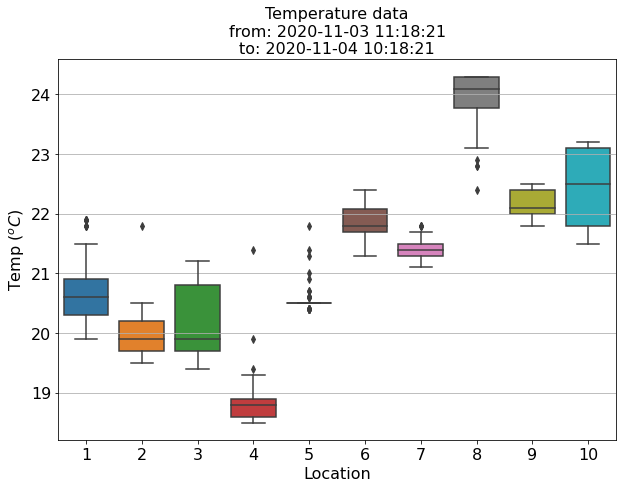 Temperature data
from: 2020-11-03 11:18:21
to: 2020-11-04 10:18:21
Temp (°C)
24
23
22
21
20
19
1 2 3 4 5 6 7 8 9 10
Location